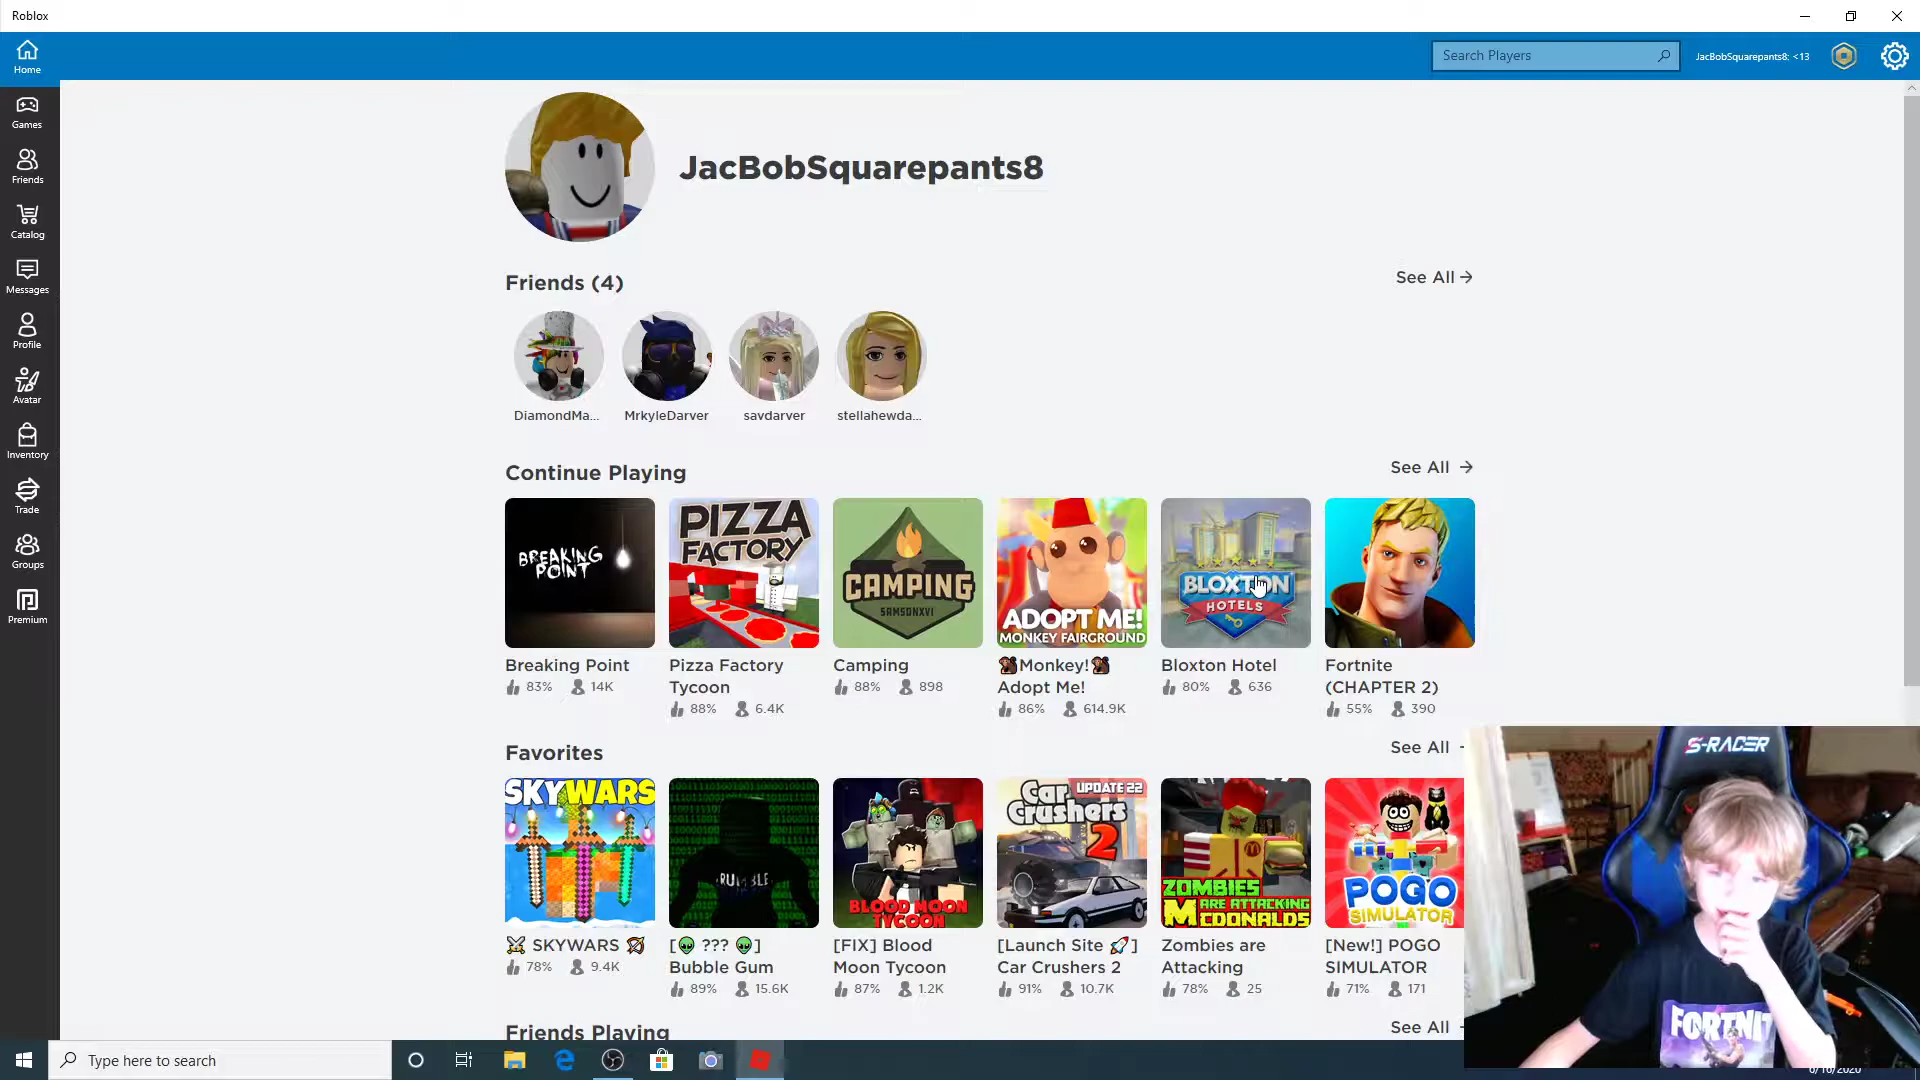 Roblox
Home
Search Players
JacBobSquarepants8: <13
Games
Friends
Catalog
Messages
Profile
Avatar
Inventory
Trade
Groups
Premium
JacBobSquarepants8
Friends (4)
See All
DiamondMa...
MrkyleDarver
savdarver
stellahewda...
Continue Playing
See All
BREAKING
POINT
PIZZA
FACTORY
CAMPING
SAMSONXVI
ADOPT ME!
MONKEY FAIRGROUND
BLOXTON
HOTELS
Breaking Point
83% 14K
Pizza Factory
Tycoon
88% 6.4K
Camping
88% 898
🐒Monkey!🐒
Adopt Me!
86% 614.9K
Bloxton Hotel
80% 636
Fortnite
(CHAPTER 2)
55% 390
Favorites
See All
SKYWARS
BLOOD MOON
TYCOON
UPDATE 22
Car
Crushers
2
ZOMBIES
ARE ATTACKING
MCDONALDS
POGO
SIMULATOR
⚔ SKYWARS 🏹
78% 9.4K
[👽 ??? 👽]
Bubble Gum
89% 15.6K
[FIX] Blood
Moon Tycoon
87% 1.2K
[Launch Site 🚀]
Car Crushers 2
91% 10.7K
Zombies are
Attacking
78% 25
[New!] POGO
SIMULATOR
71% 171
Friends Playing
See All
S-RACER
FORTNIT
Type here to search
6/16/2020